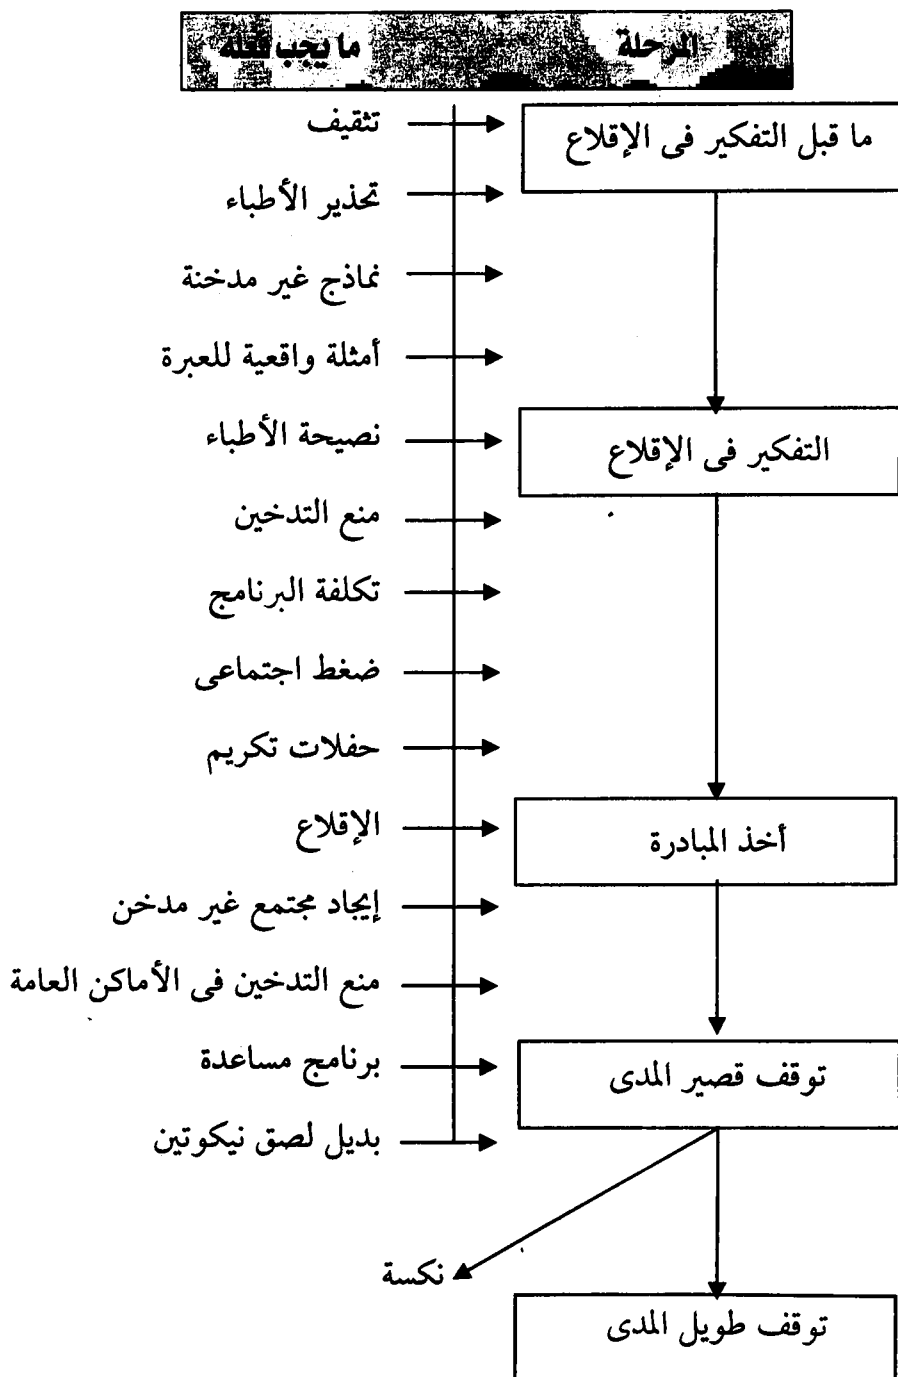 المرحلة ما يجب فعله
ما قبل التفكير فى الإقلاع
تثقيف
تحذير الأطباء
نماذج غير مدخنة
أمثلة واقعية للعبرة
التفكير فى الإقلاع
نصيحة الأطباء
منع التدخين
تكلفة البرنامج
ضغط اجتماعى
حفلات تكريم
أخذ المبادرة
الإقلاع
إيجاد مجتمع غير مدخن
منع التدخين فى الأماكن العامة
توقف قصير المدى
برنامج مساعدة
بديل لصق نيكوتين
نكسة
توقف طويل المدى